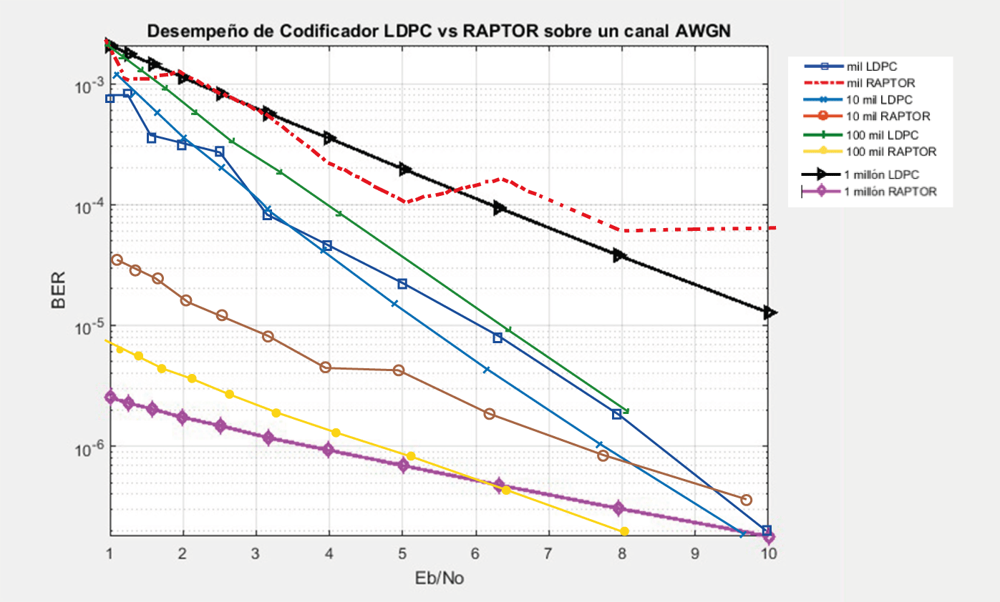 Desempeño de Codificador LDPC vs RAPTOR sobre un canal AWGN
mil LDPC
mil RAPTOR
10 mil LDPC
10 mil RAPTOR
100 mil LDPC
100 mil RAPTOR
1 millón LDPC
1 millón RAPTOR
10^-3
10^-4
10^-5
10^-6
BER
1 2 3 4 5 6 7 8 9 10
Eb/No